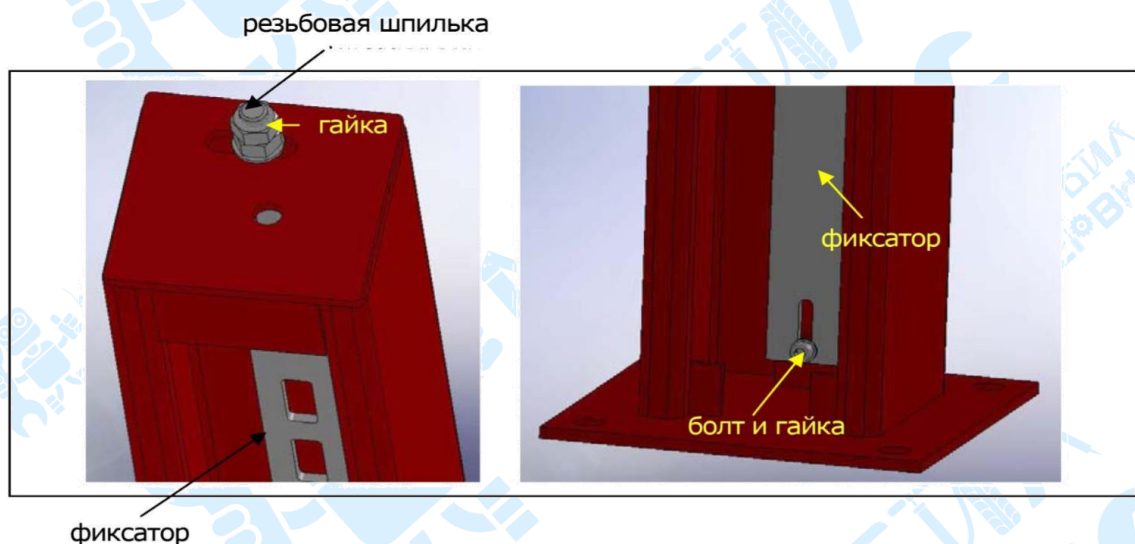 резьбовая шпилька
гайка
фиксатор
фиксатор
болт и гайка